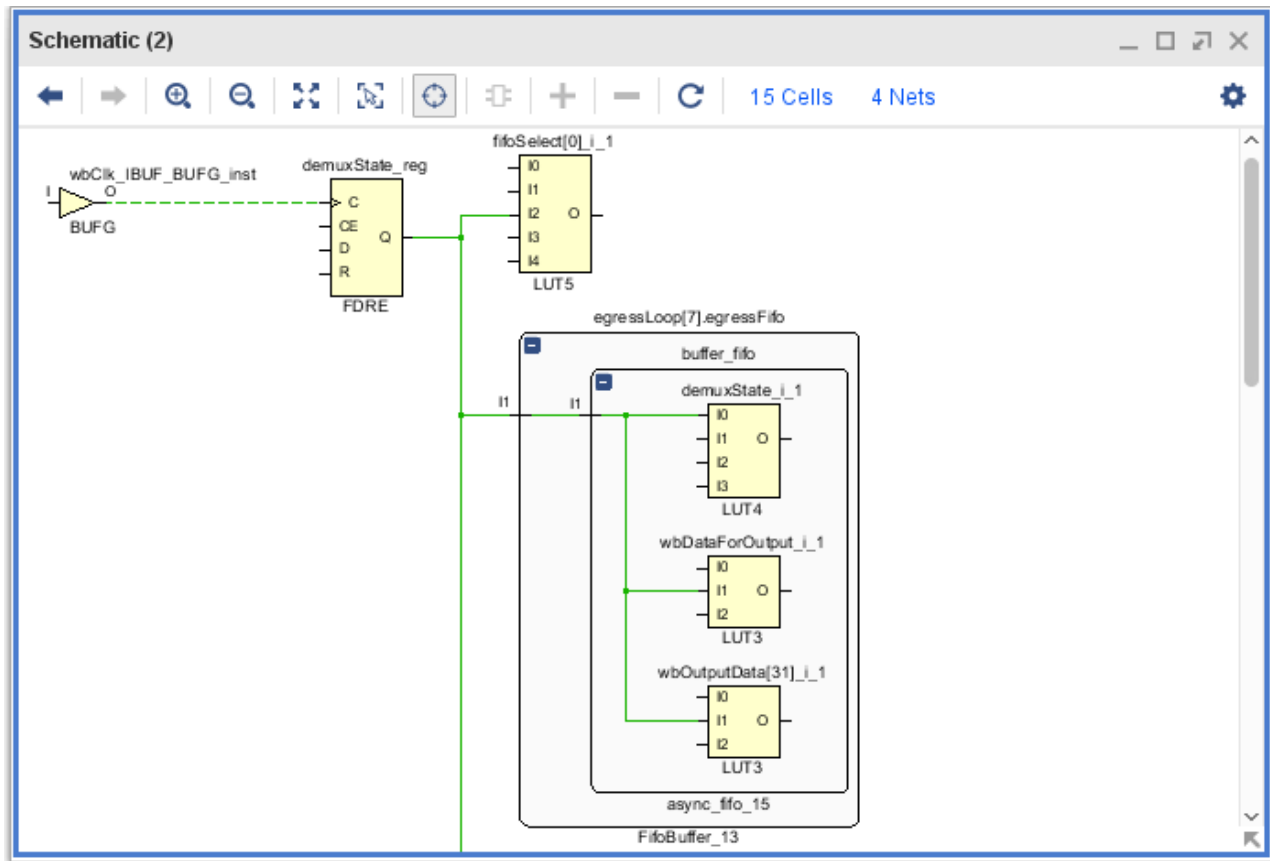 Schematic (2)
15 Cells 4 Nets
fifoSelect[0]_i_1
I0
I1
I2 O
I3
I4
LUT5
wbClk_IBUF_BUFG_inst
I O
BUFG
demuxState_reg
C
CE
Q
D
R
FDRE
egressLoop[7].egressFifo
buffer_fifo
I1 I1
demuxState_i_1
I0
I1 O
I2
I3
LUT4
wbDataForOutput_i_1
I0
I1 O
I2
LUT3
wbOutputData[31]_i_1
I0
I1 O
I2
LUT3
async_fifo_15
FifoBuffer_13